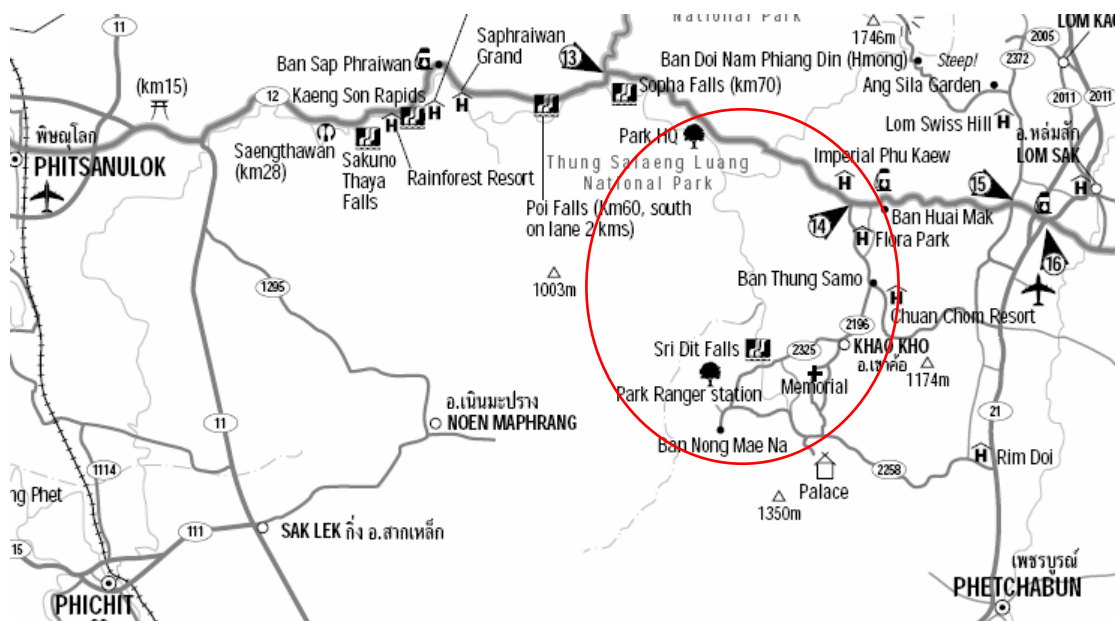 National Park
11
Saphraiwan
Grand
13
1746m
LOM KAO
2005
Ban Sap Phraiwan
Ban Doi Nam Phiang Din (Hmong)
Steep!
2372
(km15)
12
Kaeng Son Rapids
Sopha Falls (km70)
Ang Sila Garden
2011
2011
พิษณุโลก
PHITSANULOK
Saengthawan
(km28)
Sakuno
Thaya
Falls
Rainforest Resort
Park HQ
Thung Salaeng Luang
National Park
Lom Swiss Hill
อ.หล่มสัก
LOM SAK
Imperial Phu Kaew
15
Poi Falls (Km60, south
on lane 2 kms)
14
Ban Huai Mak
Flora Park
16
1003m
Ban Thung Samo
1295
Chuan Chom Resort
2196
Sri Dit Falls
2325
KHAO KHO
อ.เขาค้อ
1174m
Park Ranger station
Memorial
อ.เนินมะปราง
NOEN MAPHRANG
11
21
Ban Nong Mae Na
Rim Doi
1114
2258
Palace
ng Phet
1350m
111
SAK LEK กิ่ง อ.สากเหล็ก
15
เพชรบูรณ์
PHETCHABUN
PHICHIT